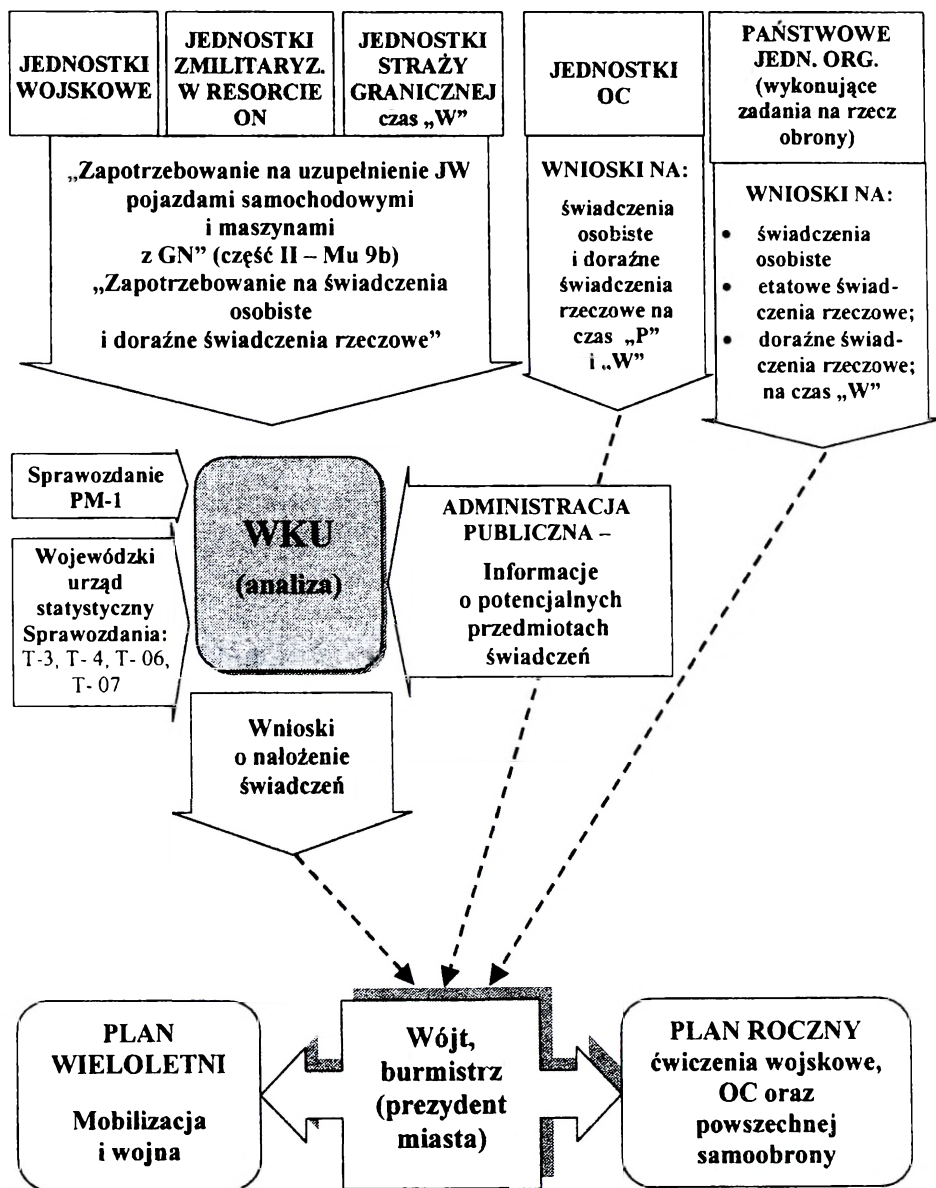 JEDNOSTKI
WOJSKOWE
JEDNOSTKI
ZMILITARYZ.
W RESORCIE
ON
JEDNOSTKI
STRAŻY
GRANICZNEJ
czas „W”
JEDNOSTKI
OC
PAŃSTWOWE
JEDN. ORG.
(wykonujące
zadania na rzecz
obrony)
„Zapotrzebowanie na uzupełnienie JW
pojazdami samochodowymi
i maszynami
z GN” (część II – Mu 9b)
„Zapotrzebowanie na świadczenia
osobiste
i doraźne świadczenia rzeczowe”
WNIOSKI NA:
świadczenia
osobiste
i doraźne
świadczenia
rzeczowe na
czas „P”
i „W”
WNIOSKI NA:
• świadczenia
osobiste
• etatowe świad-
czenia rzeczowe;
• doraźne świad-
czenia rzeczowe;
na czas „W”
Sprawozdanie
PM-1
Wojewódzki
urząd
statystyczny
Sprawozdania:
T-3, T- 4, T- 06,
T- 07
WKU
(analiza)
ADMINISTRACJA
PUBLICZNA –
Informacje
o potencjalnych
przedmiotach
świadczeń
Wnioski
o nałożenie
świadczeń
PLAN
WIELOLETNI
Mobilizacja
i wojna
Wójt,
burmistrz
(prezydent
miasta)
PLAN ROCZNY
ćwiczenia wojskowe,
OC oraz
powszechnej
samoobrony